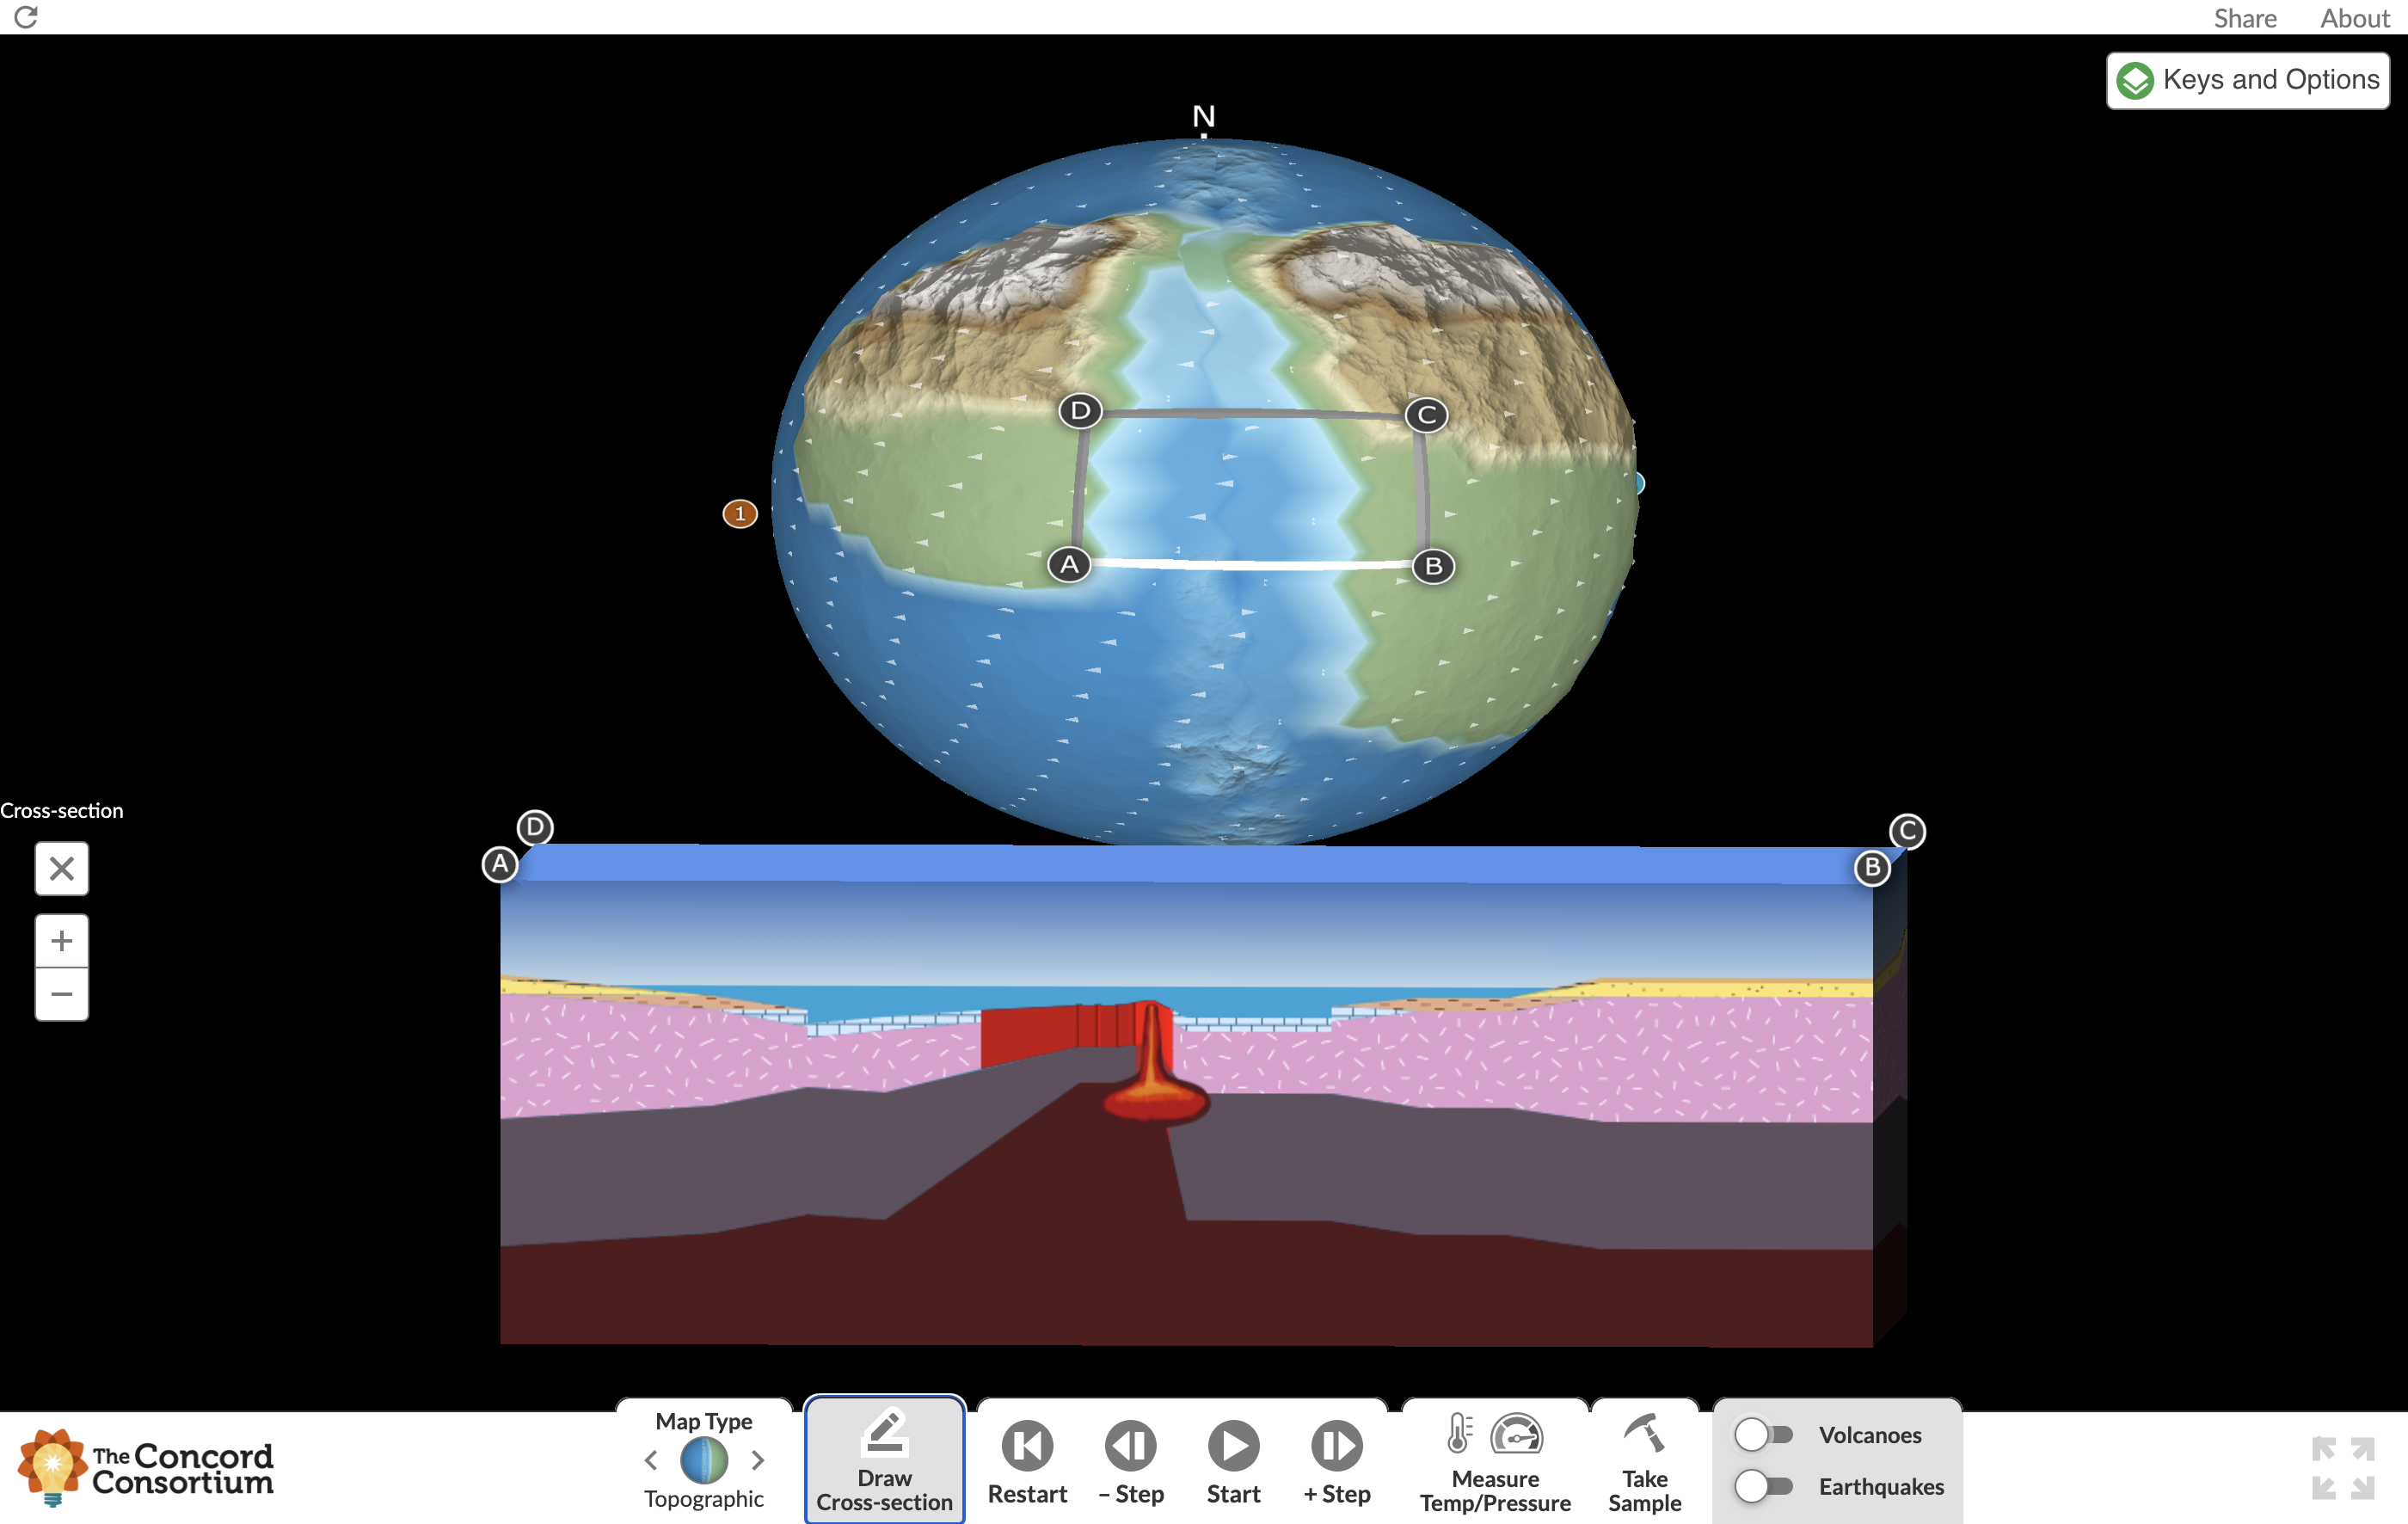 Share
About
Keys and Options
N
D
C
1
A
B
Cross-section
D
C
A
B
+
−
The Concord
Consortium
Map Type
Topographic
Draw
Cross-section
Restart
− Step
Start
+ Step
Measure
Temp/Pressure
Take
Sample
Volcanoes
Earthquakes